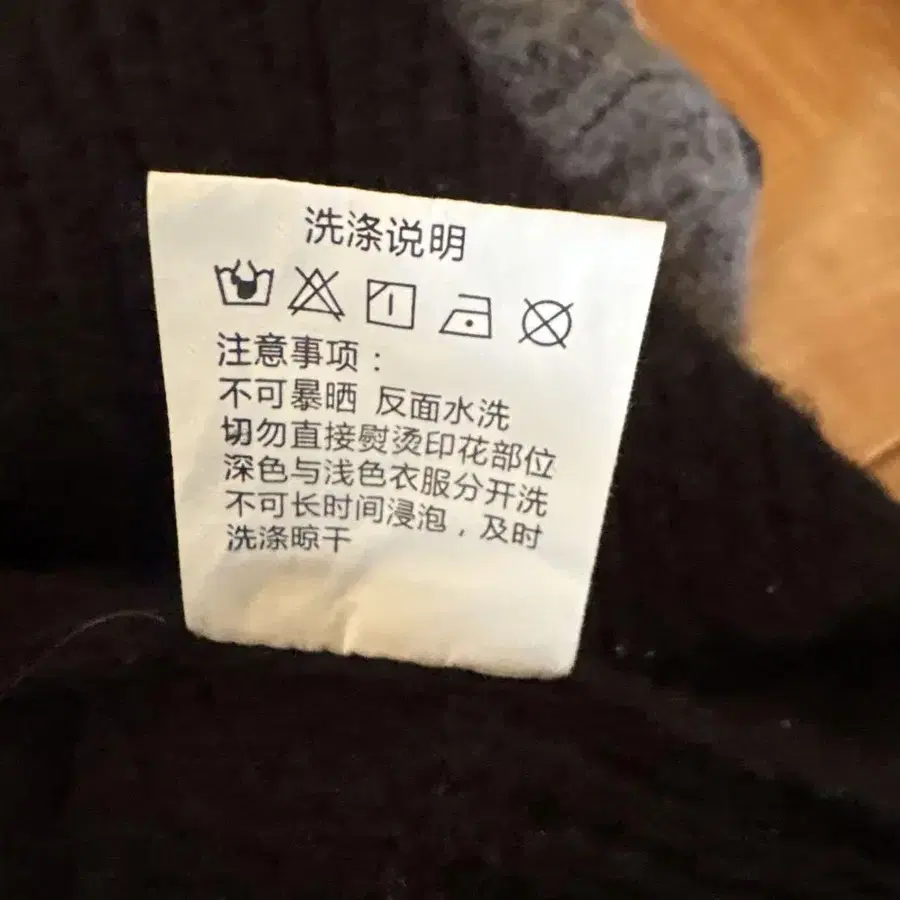 洗涤说明
注意事项：
不可暴晒 反面水洗
切勿直接熨烫印花部位
深色与浅色衣服分开洗
不可长时间浸泡，及时
洗涤晾干